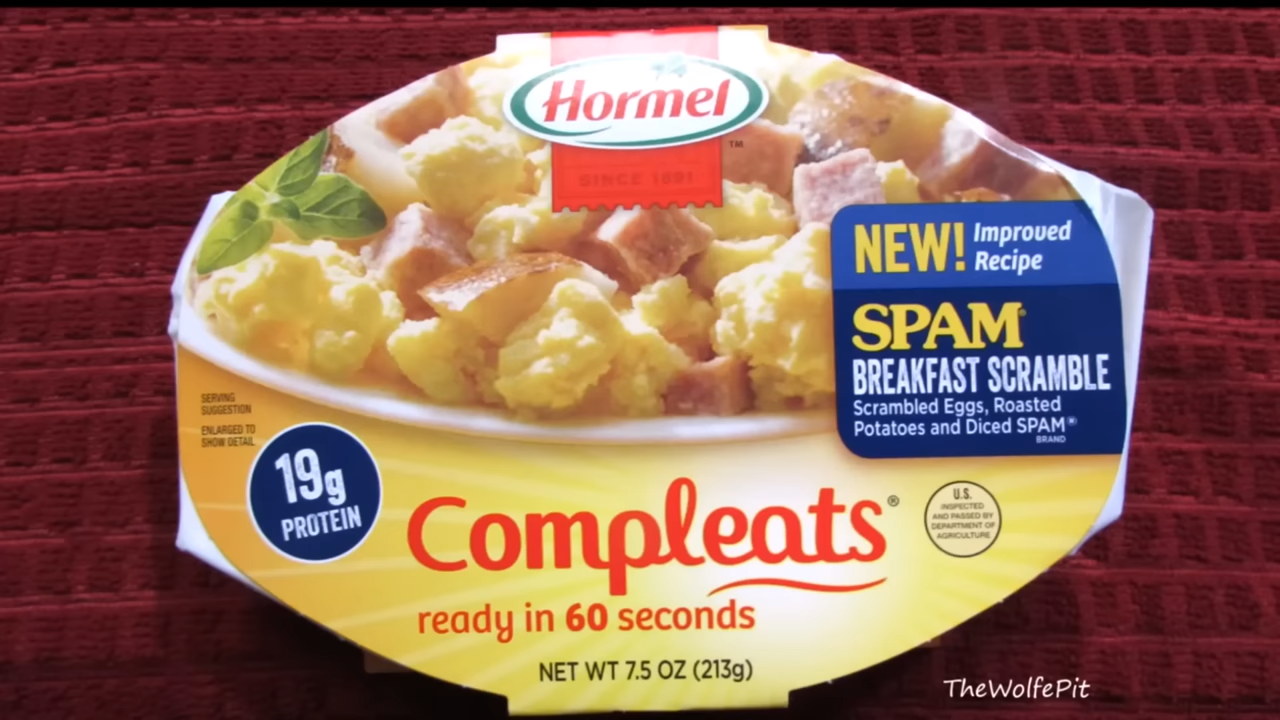 Hormel
™
SINCE 1891
NEW! Improved
Recipe
SPAM®
BREAKFAST SCRAMBLE
Scrambled Eggs, Roasted
Potatoes and Diced SPAM®
BRAND
SERVING
SUGGESTION
ENLARGED TO
SHOW DETAIL
19g
PROTEIN
Compleats®
U.S.
INSPECTED
AND PASSED BY
DEPARTMENT OF
AGRICULTURE
ready in 60 seconds
NET WT 7.5 OZ (213g)
TheWolfePit